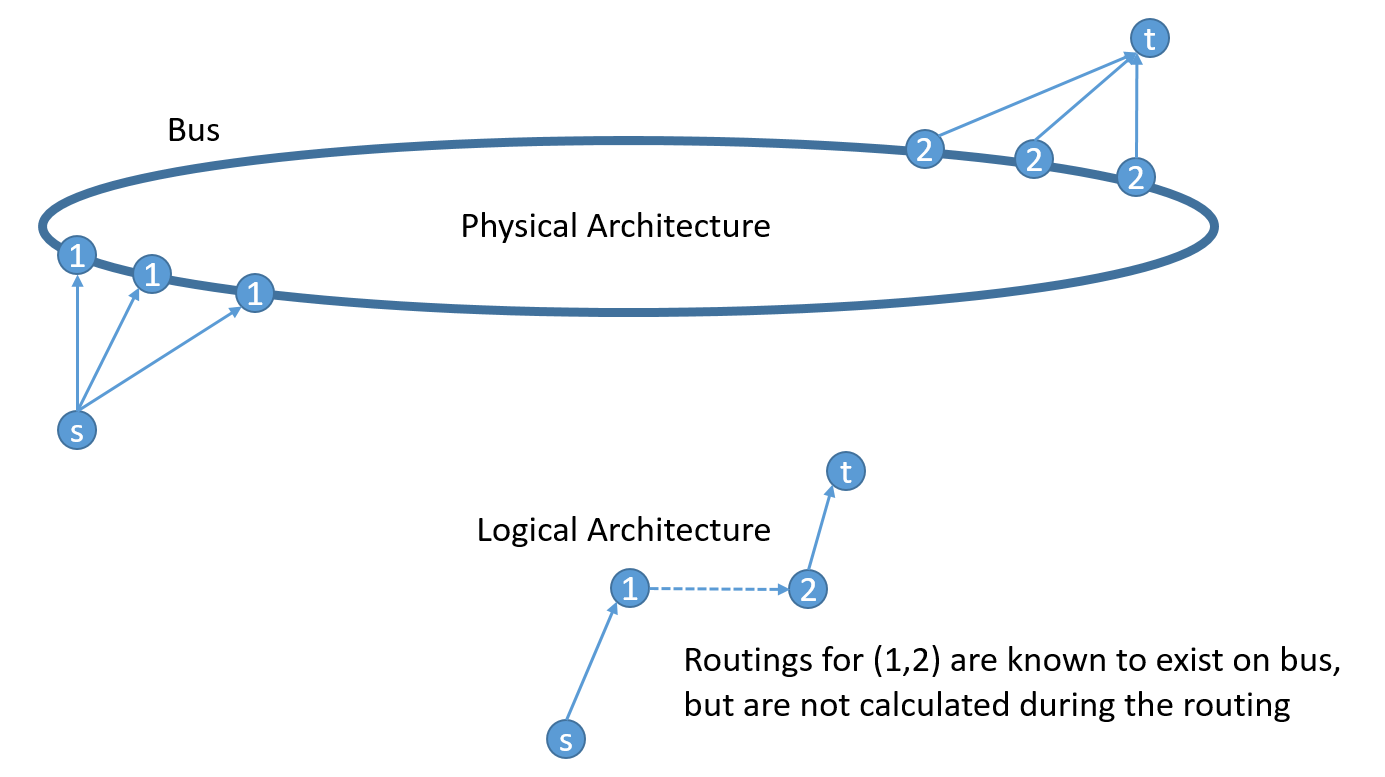 t
Bus
2
2
2
Physical Architecture
1
1
1
s
t
Logical Architecture
1
2
Routings for (1,2) are known to exist on bus,
but are not calculated during the routing
s